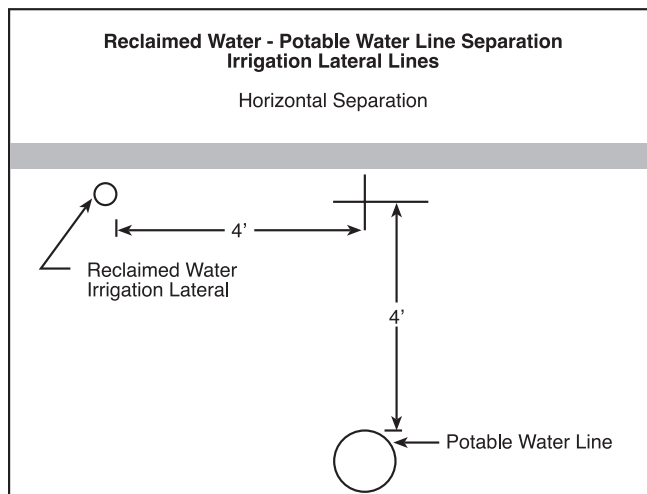 Reclaimed Water - Potable Water Line Separation
Irrigation Lateral Lines
Horizontal Separation
4'
Reclaimed Water
Irrigation Lateral
4'
Potable Water Line